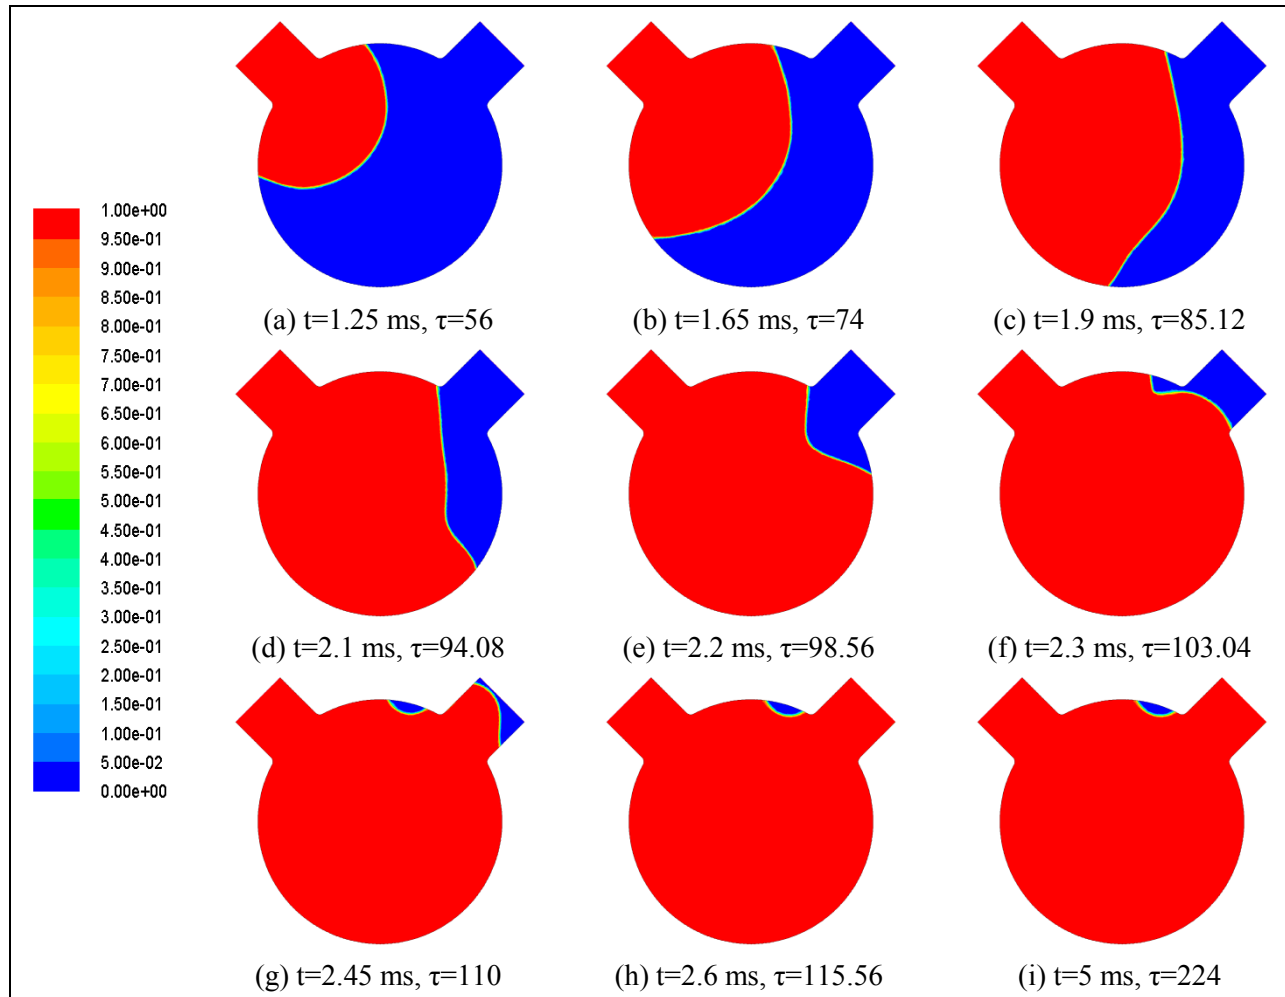 1.00e+00
9.50e-01
9.00e-01
8.50e-01
8.00e-01
7.50e-01
7.00e-01
6.50e-01
6.00e-01
5.50e-01
5.00e-01
4.50e-01
4.00e-01
3.50e-01
3.00e-01
2.50e-01
2.00e-01
1.50e-01
1.00e-01
5.00e-02
0.00e+00
(a) t=1.25 ms, τ=56
(b) t=1.65 ms, τ=74
(c) t=1.9 ms, τ=85.12
(d) t=2.1 ms, τ=94.08
(e) t=2.2 ms, τ=98.56
(f) t=2.3 ms, τ=103.04
(g) t=2.45 ms, τ=110
(h) t=2.6 ms, τ=115.56
(i) t=5 ms, τ=224